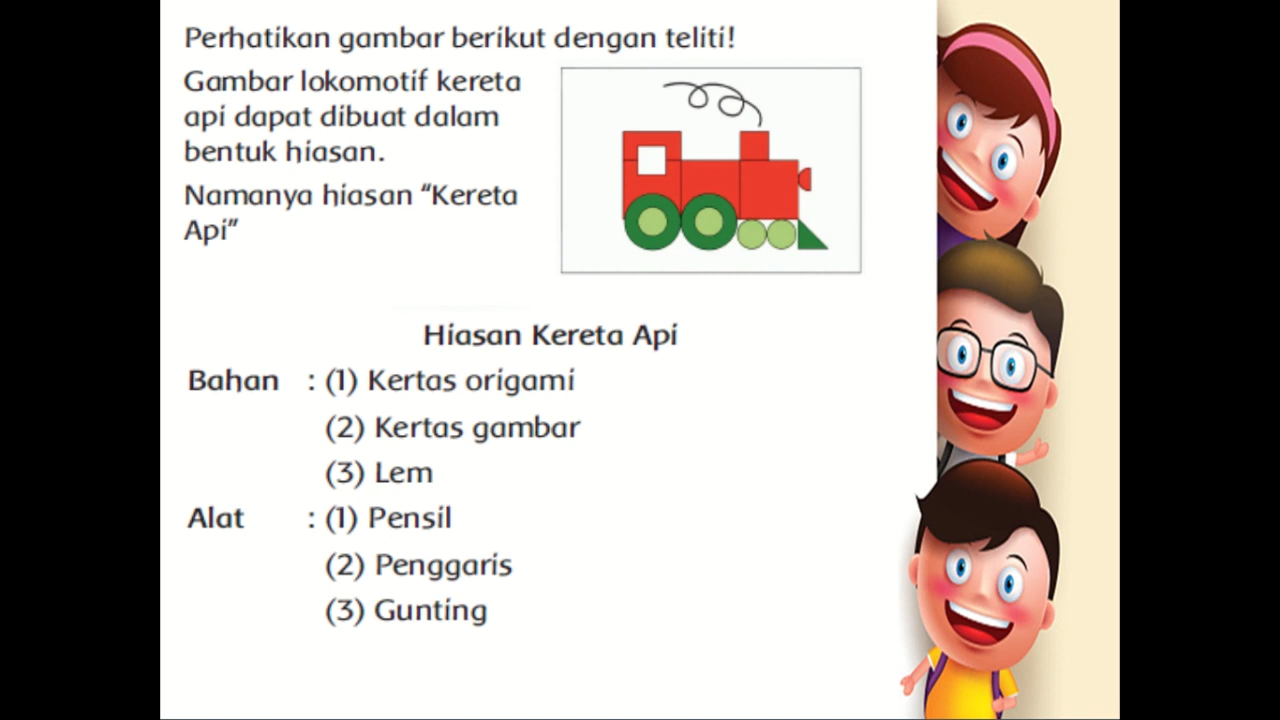 Perhatikan gambar berikut dengan teliti!
Gambar lokomotif kereta
api dapat dibuat dalam
bentuk hiasan.
Namanya hiasan “Kereta
Api”
Hiasan Kereta Api
Bahan : (1) Kertas origami
(2) Kertas gambar
(3) Lem
Alat : (1) Pensil
(2) Penggaris
(3) Gunting